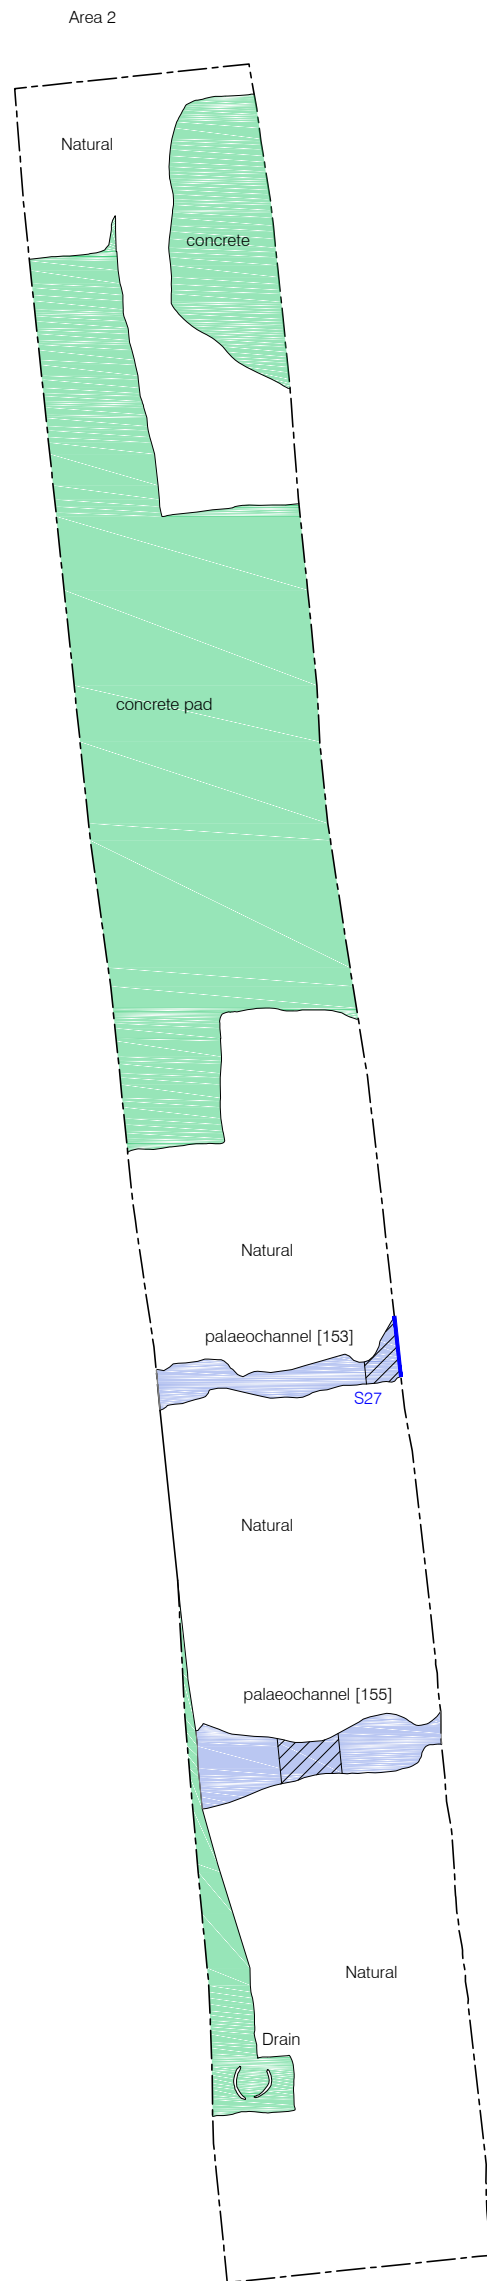 Area 2
Natural
concrete
concrete pad
Natural
palaeochannel [153]
S27
Natural
palaeochannel [155]
Natural
Drain